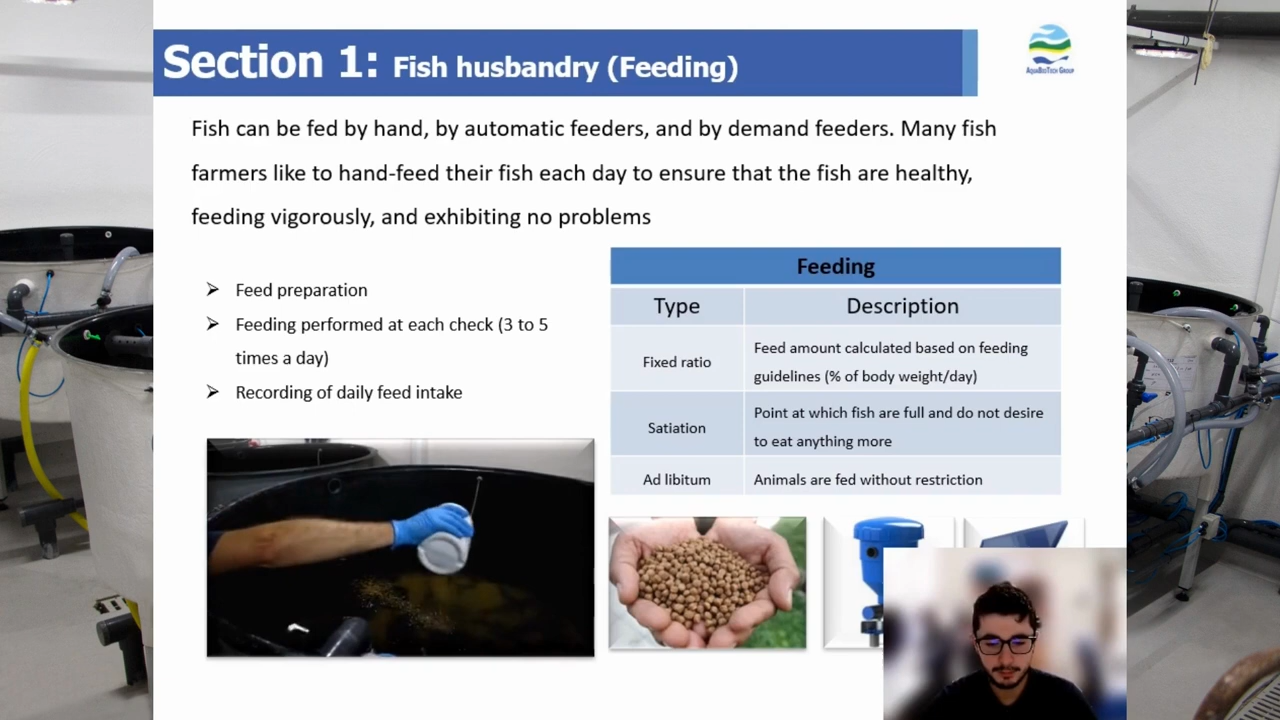 Section 1: Fish husbandry (Feeding)
AquaBioTech Group
Fish can be fed by hand, by automatic feeders, and by demand feeders. Many fish
farmers like to hand-feed their fish each day to ensure that the fish are healthy,
feeding vigorously, and exhibiting no problems
Feed preparation
Feeding performed at each check (3 to 5
times a day)
Recording of daily feed intake
Feeding
Type Description
Fixed ratio
Feed amount calculated based on feeding
guidelines (% of body weight/day)
Satiation
Point at which fish are full and do not desire
to eat anything more
Ad libitum
Animals are fed without restriction